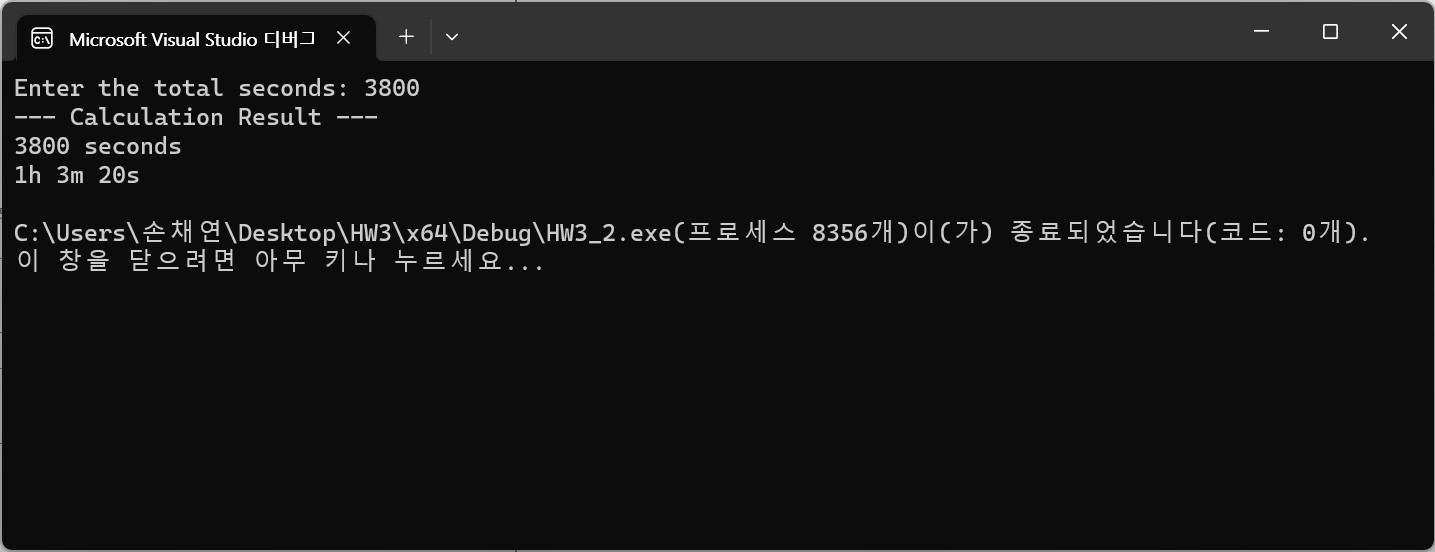 Microsoft Visual Studio 디버그
Enter the total seconds: 3800
--- Calculation Result ---
3800 seconds
1h 3m 20s
C:\Users\손채연\Desktop\HW3\x64\Debug\HW3_2.exe(프로세스 8356개)이(가) 종료되었습니다(코드: 0개).
이 창을 닫으려면 아무 키나 누르세요...